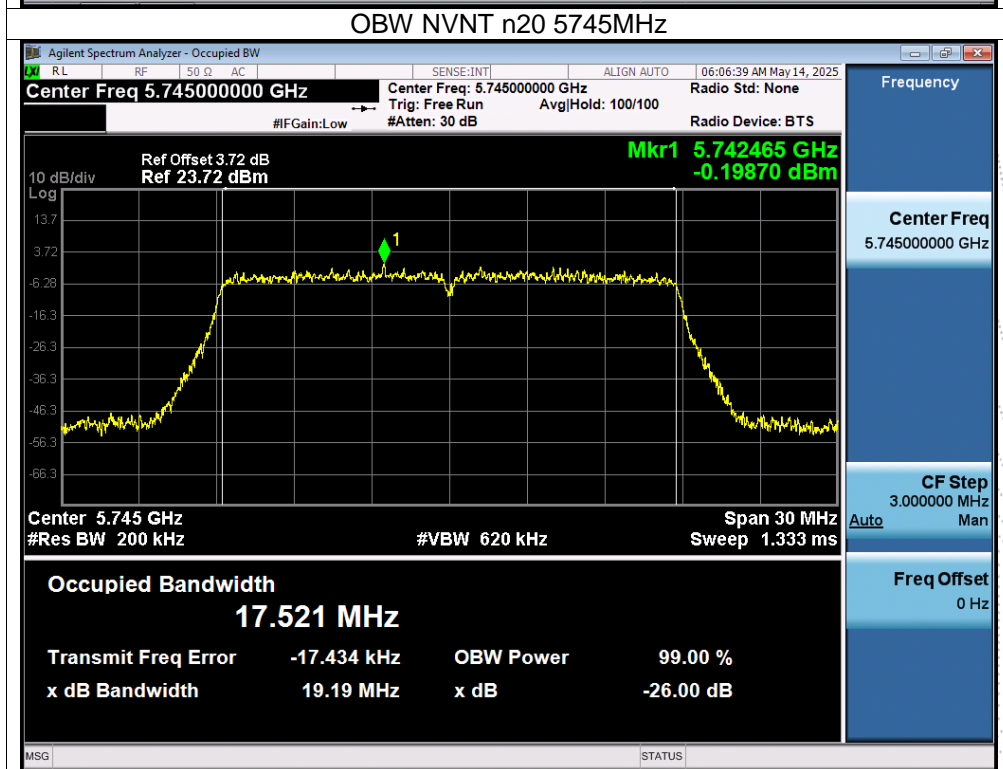 OBW NVNT n20 5745MHz
Agilent Spectrum Analyzer - Occupied BW
LXI RL RF 50 Ω AC SENSE:INT ALIGN AUTO 06:06:39 AM May 14, 2025
Center Freq 5.745000000 GHz Center Freq: 5.745000000 GHz Radio Std: None
Trig: Free Run Avg|Hold: 100/100
#IFGain:Low #Atten: 30 dB Radio Device: BTS
Mkr1 5.742465 GHz
-0.19870 dBm
Ref Offset 3.72 dB
10 dB/div Ref 23.72 dBm
Log
13.7
3.72
-6.28
-16.3
-26.3
-36.3
-46.3
-56.3
-66.3
1
Center 5.745 GHz Span 30 MHz
#Res BW 200 kHz #VBW 620 kHz Sweep 1.333 ms
Occupied Bandwidth
17.521 MHz
Transmit Freq Error -17.434 kHz OBW Power 99.00 %
x dB Bandwidth 19.19 MHz x dB -26.00 dB
Frequency
Center Freq
5.745000000 GHz
CF Step
3.000000 MHz
Auto Man
Freq Offset
0 Hz
MSG STATUS